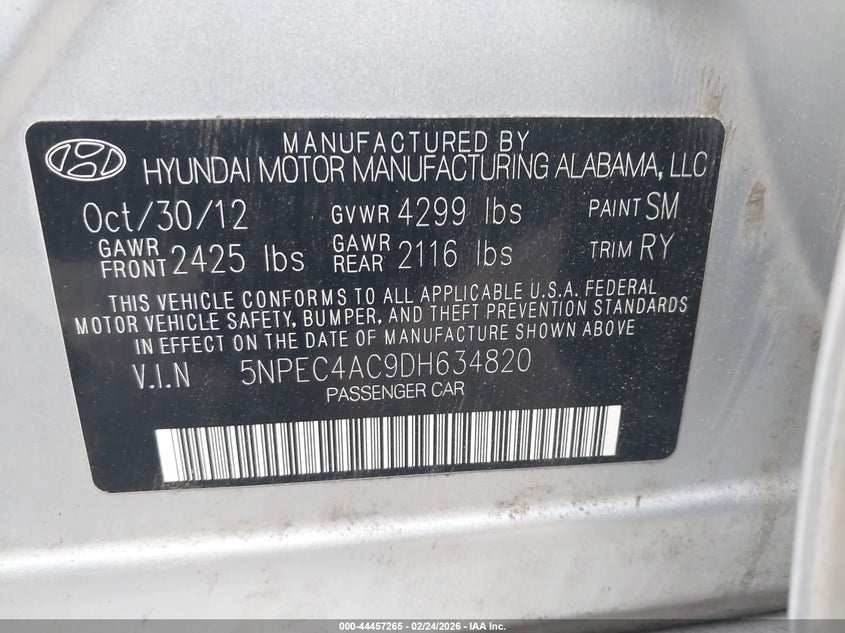 MANUFACTURED BY
HYUNDAI MOTOR MANUFACTURING ALABAMA, LLC
Oct/30/12 GVWR 4299 lbs PAINT SM
GAWR FRONT 2425 lbs GAWR REAR 2116 lbs TRIM RY
THIS VEHICLE CONFORMS TO ALL APPLICABLE U.S.A. FEDERAL
MOTOR VEHICLE SAFETY, BUMPER, AND THEFT PREVENTION STANDARDS
IN EFFECT ON THE DATE OF MANUFACTURE SHOWN ABOVE
V.I.N 5NPEC4AC9DH634820
PASSENGER CAR
000-44457265 - 02/24/2026 - IAA Inc.